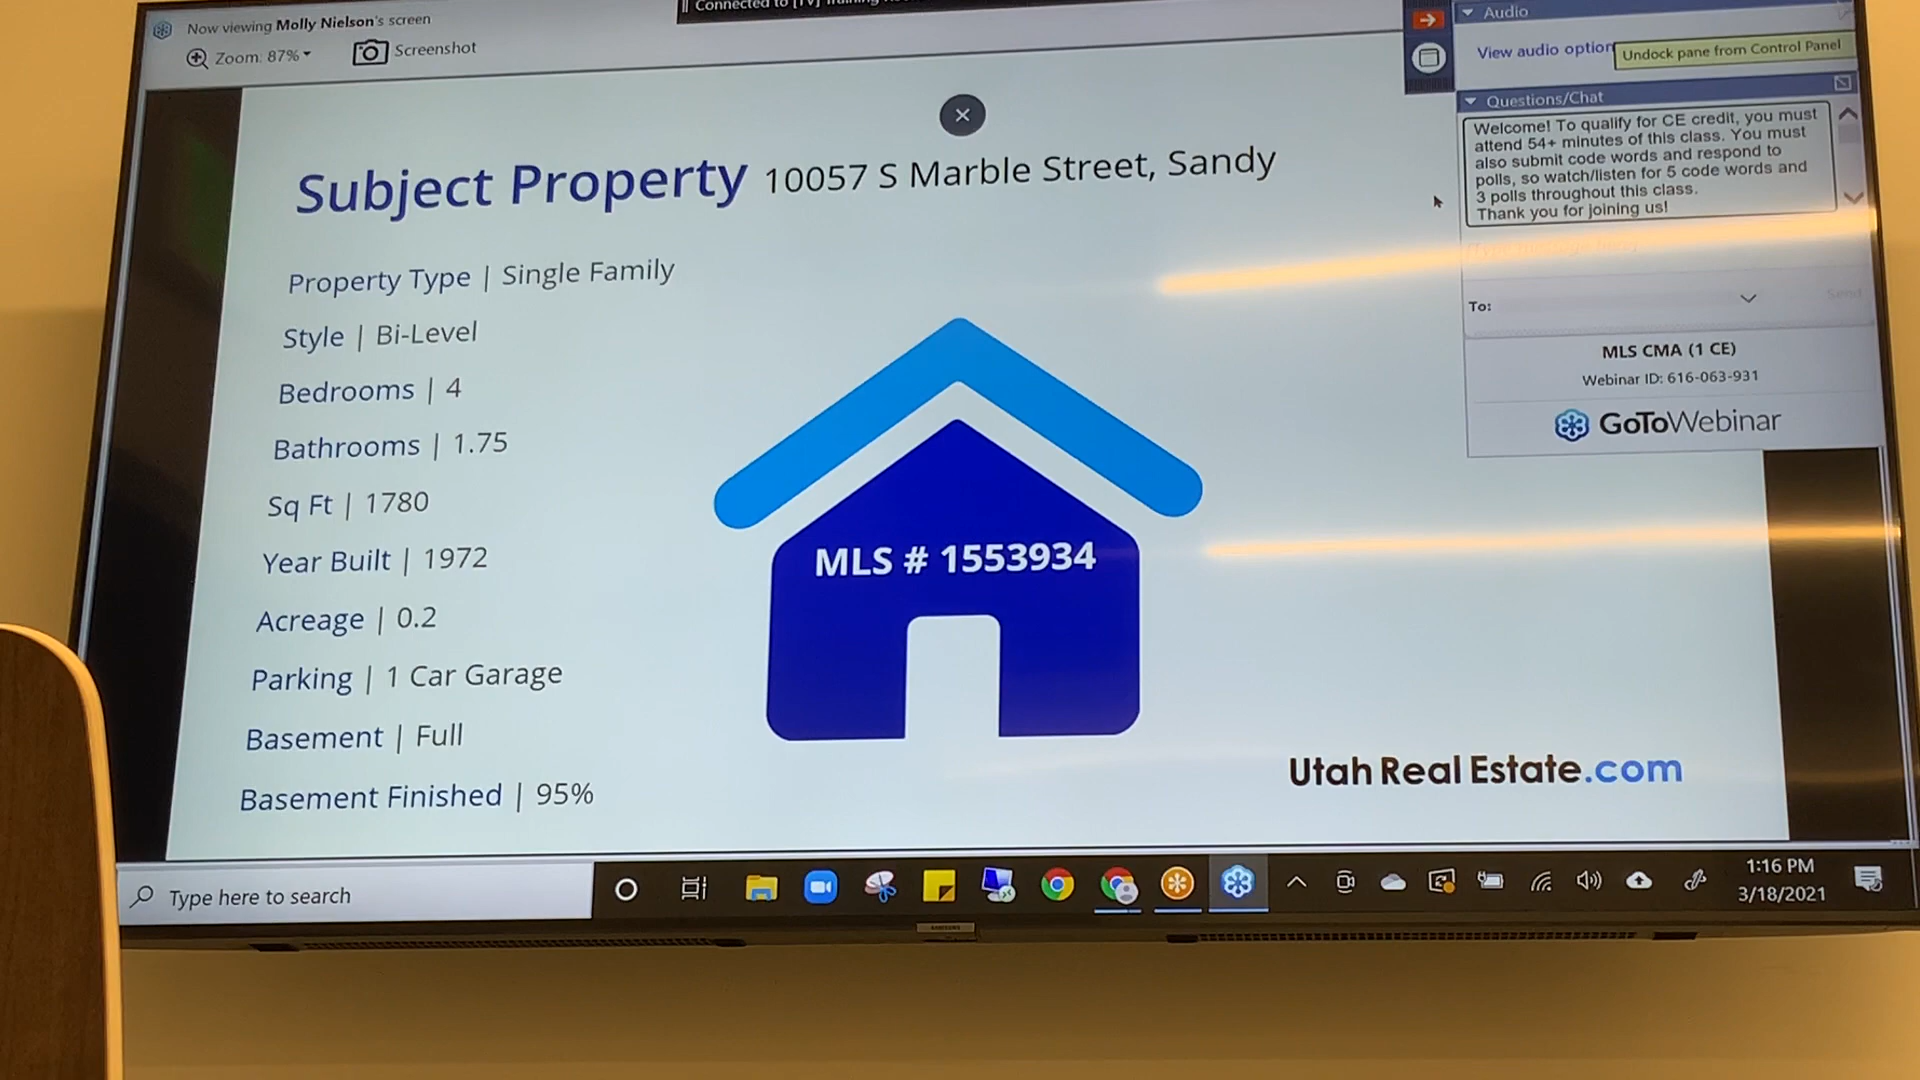 Now viewing Molly Nielson's screen
Zoom: 87%
Screenshot
Audio
View audio option
Undock pane from Control Panel
Questions/Chat
Welcome! To qualify for CE credit, you must
attend 54+ minutes of this class. You must
also submit code words and respond to
polls, so watch/listen for 5 code words and
3 polls throughout this class.
Thank you for joining us!
To:
Send
MLS CMA (1 CE)
Webinar ID: 616-063-931
GoToWebinar
Subject Property 10057 S Marble Street, Sandy
Property Type | Single Family
Style | Bi-Level
Bedrooms | 4
Bathrooms | 1.75
Sq Ft | 1780
Year Built | 1972
Acreage | 0.2
Parking | 1 Car Garage
Basement | Full
Basement Finished | 95%
MLS # 1553934
Utah Real Estate.com
Type here to search
1:16 PM
3/18/2021
SAMSUNG